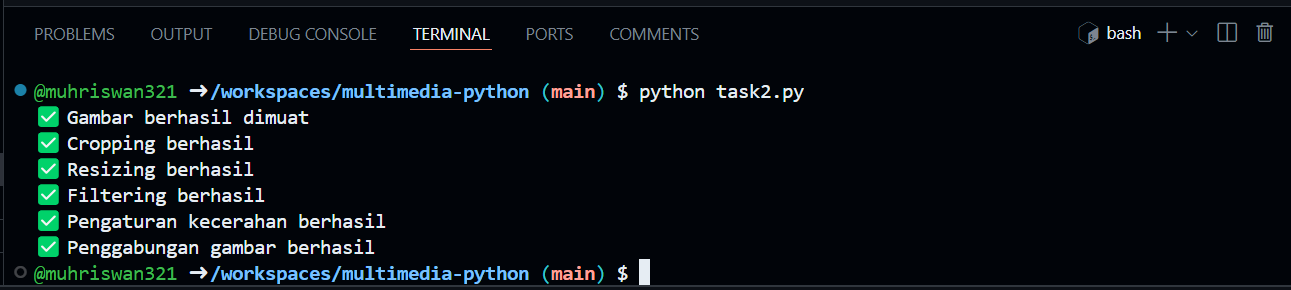 PROBLEMS OUTPUT DEBUG CONSOLE TERMINAL PORTS COMMENTS bash
@muhriswan321 ➜/workspaces/multimedia-python (main) $ python task2.py
✅ Gambar berhasil dimuat
✅ Cropping berhasil
✅ Resizing berhasil
✅ Filtering berhasil
✅ Pengaturan kecerahan berhasil
✅ Penggabungan gambar berhasil
@muhriswan321 ➜/workspaces/multimedia-python (main) $